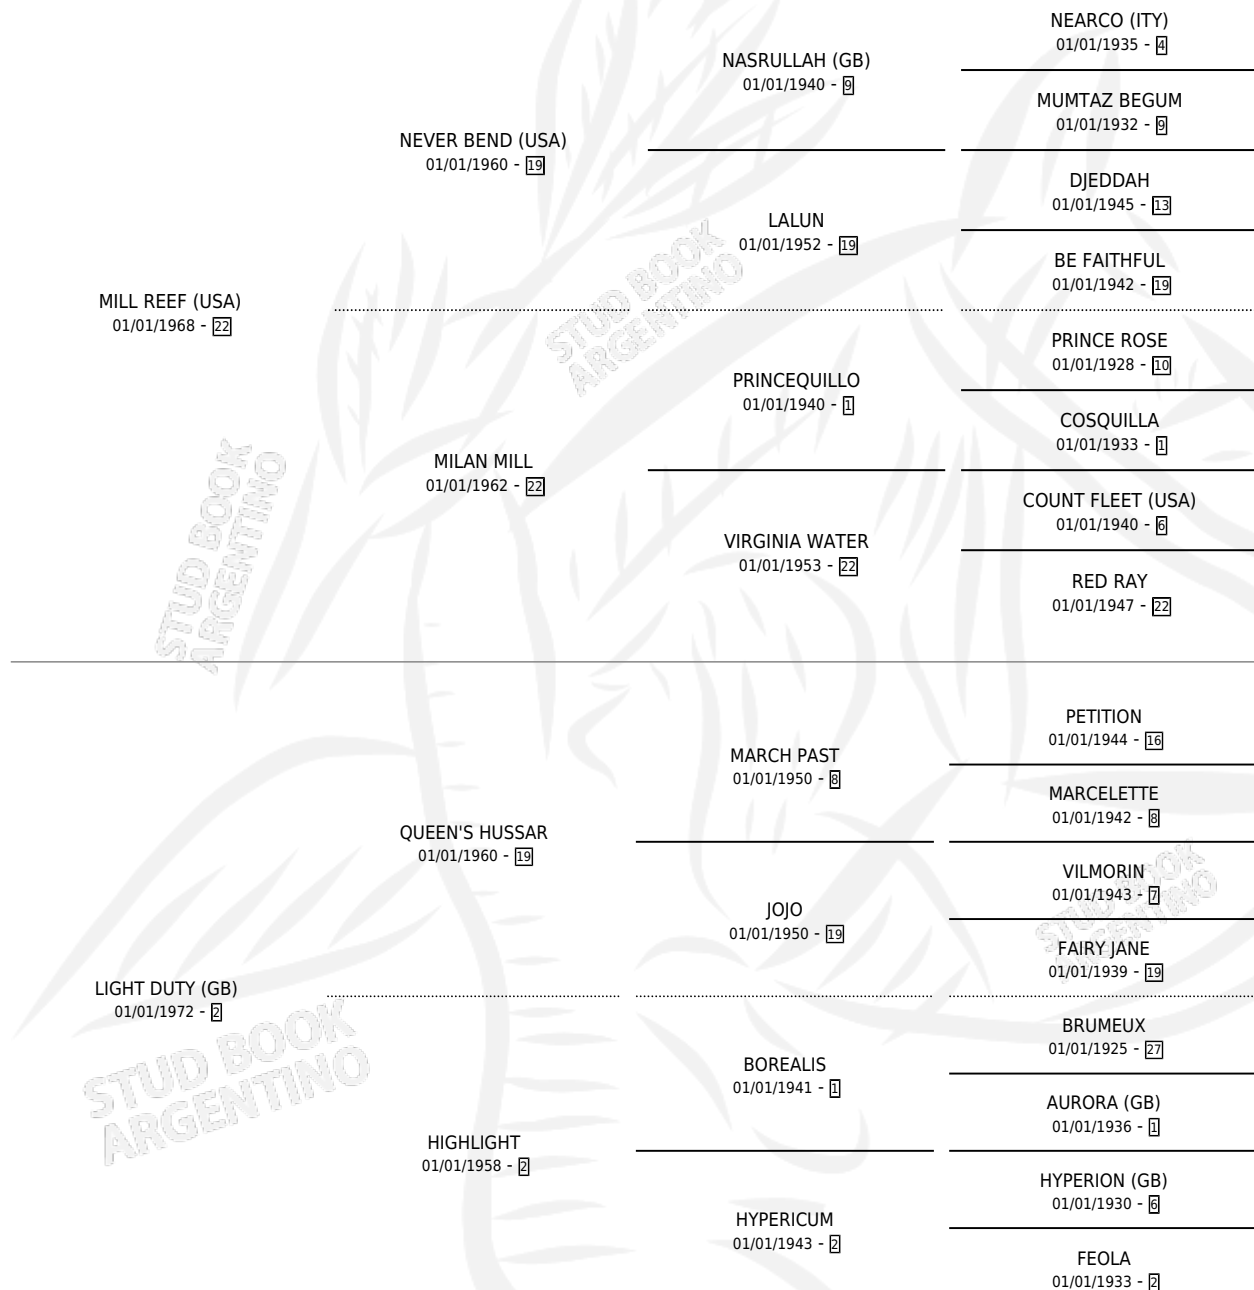 NEARCO (ITY)
01/01/1935 - 4
NASRULLAH (GB)
01/01/1940 - 9
MUMTAZ BEGUM
01/01/1932 - 9
NEVER BEND (USA)
01/01/1960 - 19
DJEDDAH
01/01/1945 - 13
LALUN
01/01/1952 - 19
BE FAITHFUL
01/01/1942 - 19
STUD BOOK
ARGENTINO
MILL REEF (USA)
01/01/1968 - 22
PRINCE ROSE
01/01/1928 - 10
PRINCEQUILLO
01/01/1940 - 1
COSQUILLA
01/01/1933 - 1
MILAN MILL
01/01/1962 - 22
COUNT FLEET (USA)
01/01/1940 - 6
VIRGINIA WATER
01/01/1953 - 22
RED RAY
01/01/1947 - 22
STUD BOOK
ARGENTINO
PETITION
01/01/1944 - 16
MARCH PAST
01/01/1950 - 8
MARCELETTE
01/01/1942 - 8
QUEEN'S HUSSAR
01/01/1960 - 19
VILMORIN
01/01/1943 - 7
JOJO
01/01/1950 - 19
FAIRY JANE
01/01/1939 - 19
STUD BOOK
ARGENTINO
LIGHT DUTY (GB)
01/01/1972 - 2
BRUMEUX
01/01/1925 - 27
BOREALIS
01/01/1941 - 1
AURORA (GB)
01/01/1936 - 1
STUD BOOK
ARGENTINO
HIGHLIGHT
01/01/1958 - 2
HYPERION (GB)
01/01/1930 - 6
HYPERICUM
01/01/1943 - 2
FEOLA
01/01/1933 - 2